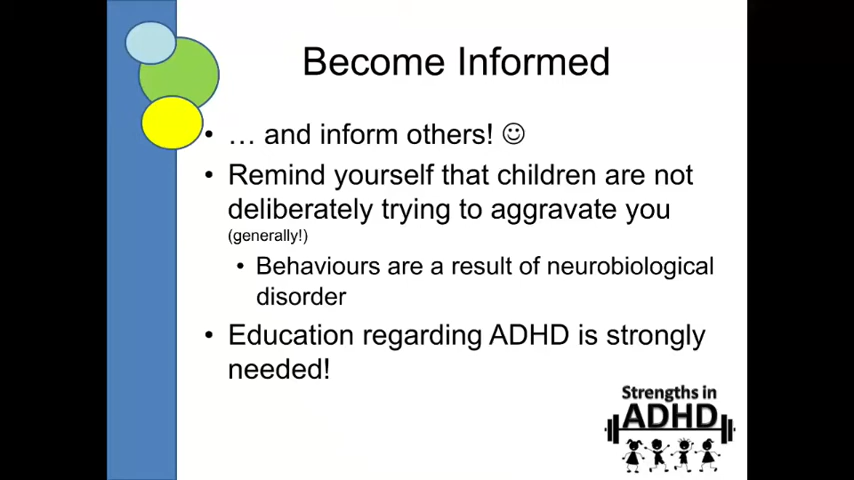 Become Informed
• … and inform others! ☺
• Remind yourself that children are not
deliberately trying to aggravate you
(generally!)
• Behaviours are a result of neurobiological
disorder
• Education regarding ADHD is strongly
needed!
Strengths in
ADHD